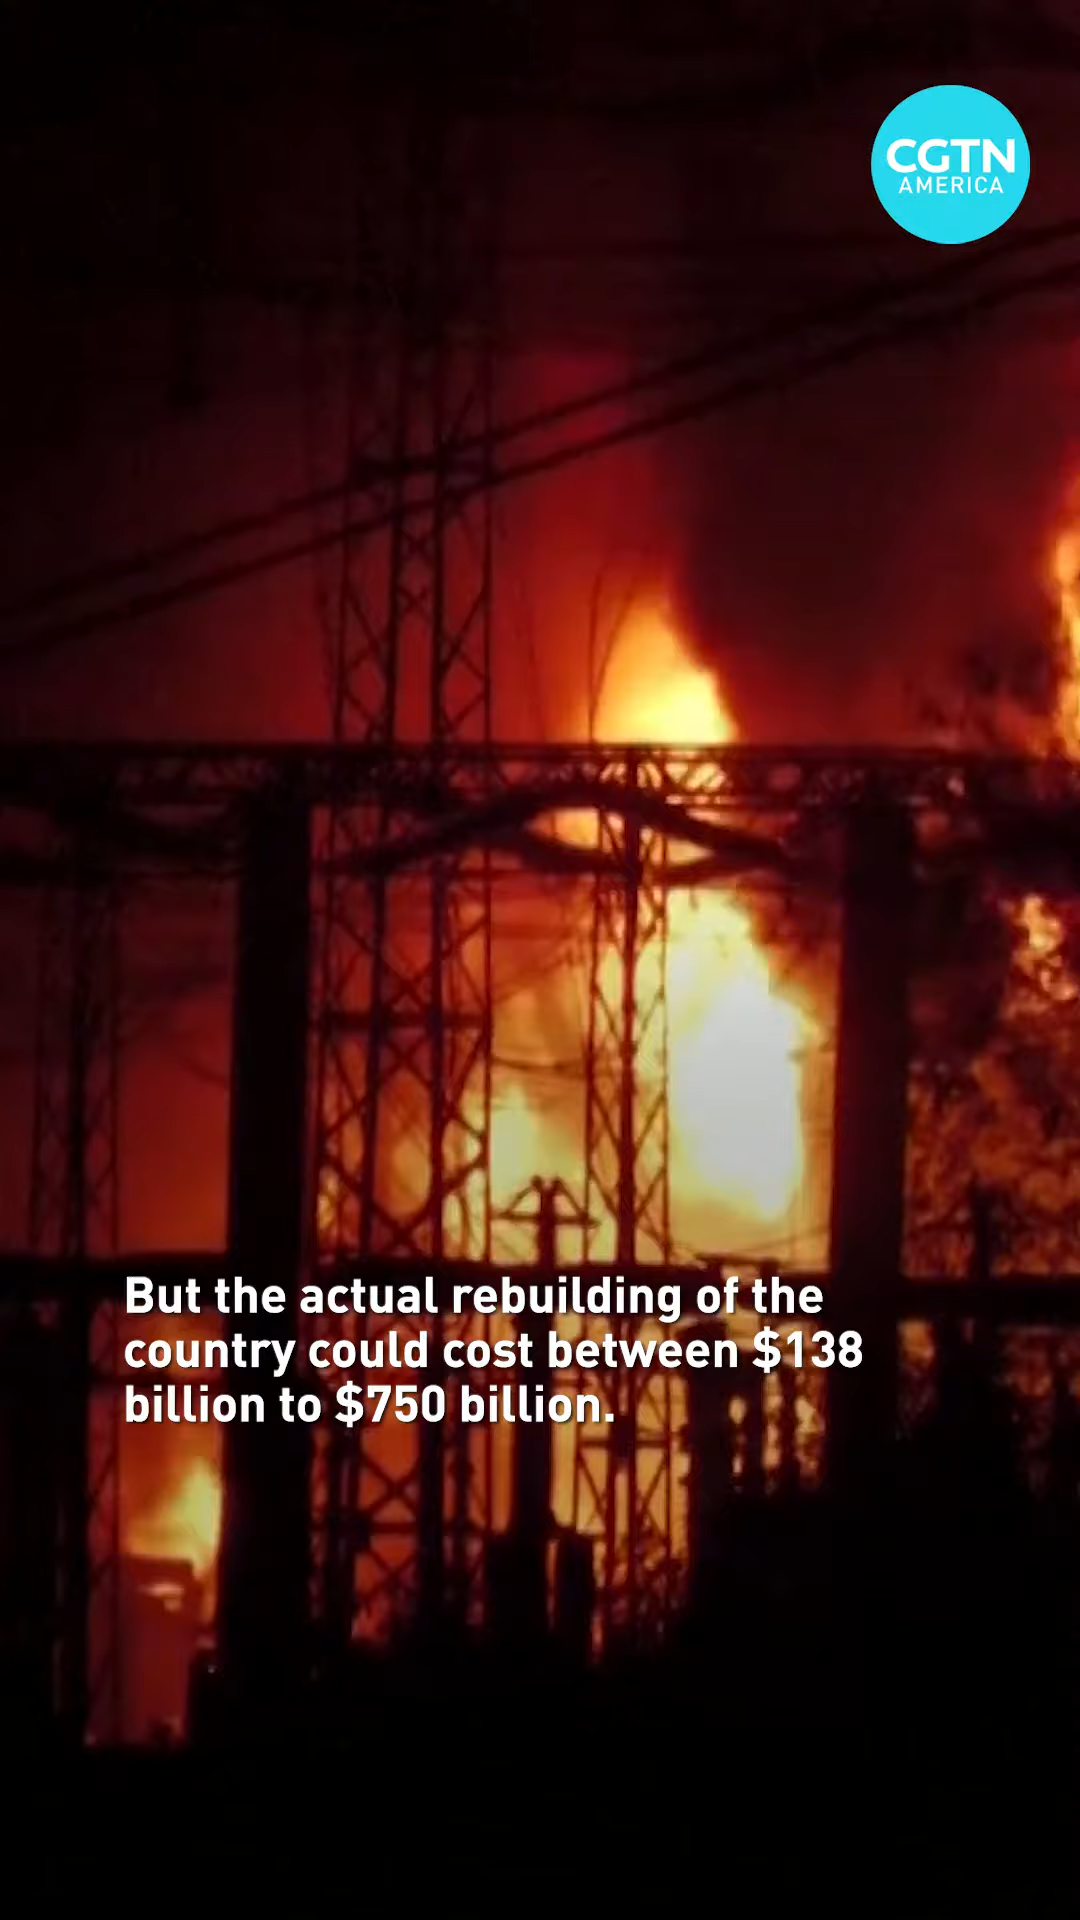 CGTN
AMERICA
But the actual rebuilding of the
country could cost between $138
billion to $750 billion.